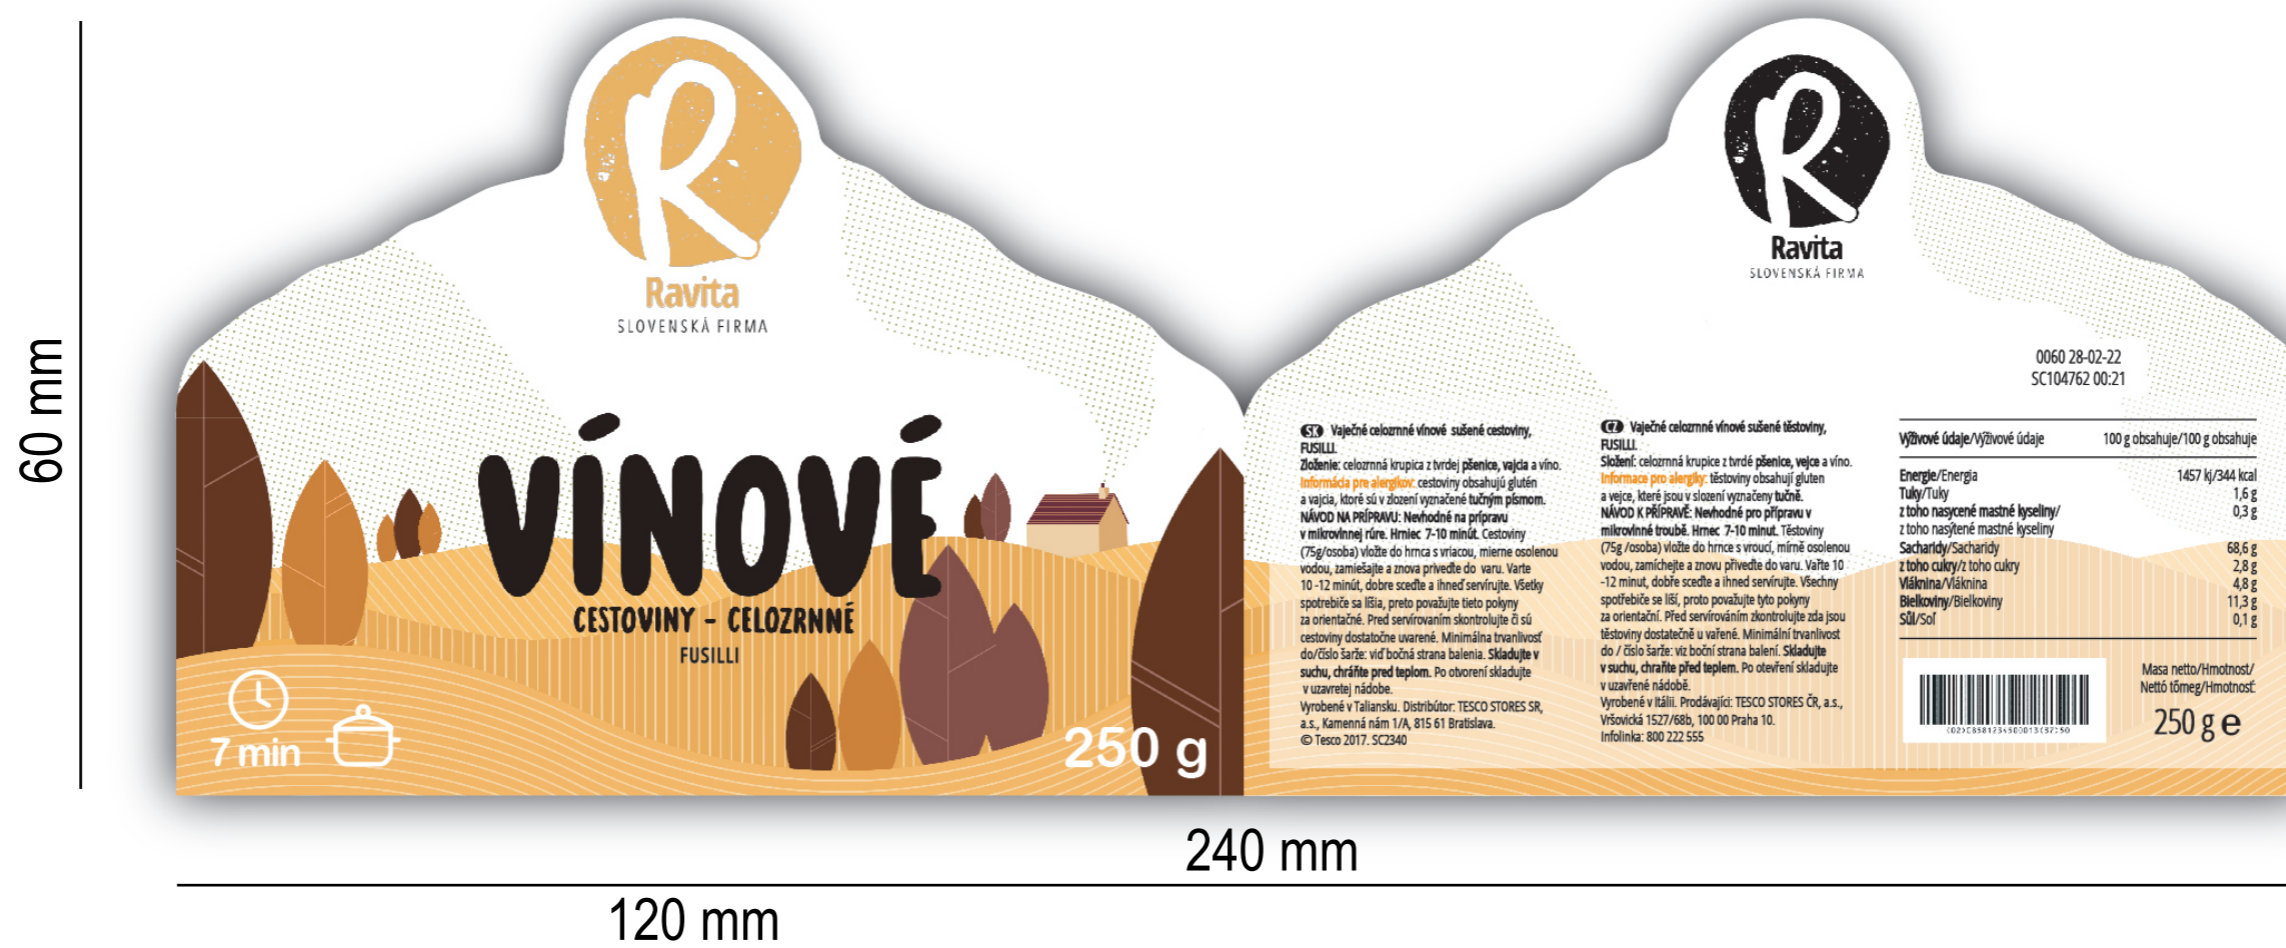 60 mm
R
Ravita
SLOVENSKÁ FIRMA
VÍNOVÉ
CESTOVINY - CELOZRNNÉ
FUSILLI
7 min
250 g
R
Ravita
SLOVENSKÁ FIRMA
0060 28-02-22
SC104762 00:21
SK Vaječné celozrnné vínové sušené cestoviny,
FUSILLI.
Zloženie: celozrnná krupica z tvrdej pšenice, vajcia a víno.
Informácia pre alergikov: cestoviny obsahujú glutén
a vajcia, ktoré sú v zlození vyznačené tučným písmom.
NÁVOD NA PRÍPRAVU: Nevhodné na prípravu
v mikrovlnnej rúre. Hrniec 7-10 minút. Cestoviny
(75g/osoba) vložte do hrnca s vriacou, mierne osolenou
vodou, zamiešajte a znova priveďte do varu. Varte
10 -12 minút, dobre sceďte a ihneď servírujte. Všetky
spotrebiče sa líšia, preto považujte tieto pokyny
za orientačné. Pred servírovaním skontrolujte či sú
cestoviny dostatočne uvarené. Minimálna trvanlivosť
do/číslo šarže: viď bočná strana balenia. Skladujte v
suchu, chráňte pred teplom. Po otvorení skladujte
v uzavretej nádobe.
Vyrobené v Taliansku. Distribútor: TESCO STORES SR,
a.s., Kamenná nám 1/A, 815 61 Bratislava.
© Tesco 2017. SC2340
CZ Vaječné celozrnné vínové sušené těstoviny,
FUSILLI.
Složení: celozrnná krupice z tvrdé pšenice, vejce a víno.
Informace pro alergiky: těstoviny obsahují gluten
a vejce, které jsou v slození vyznačeny tučně.
NÁVOD K PŘÍPRAVĚ: Nevhodné pro přípravu v
mikrovlnné troubě. Hrnec 7-10 minut. Těstoviny
(75g /osoba) vložte do hrnce s vroucí, mírně osolenou
vodou, zamíchejte a znovu přiveďte do varu. Vařte 10
-12 minut, dobře sceďte a ihned servírujte. Všechny
spotřebiče se liší, proto považujte tyto pokyny
za orientační. Před servírováním zkontrolujte zda jsou
těstoviny dostatečně u vařené. Minimální trvanlivost
do / číslo šarže: viz boční strana balení. Skladujte
v suchu, chraňte před teplem. Po otevření skladujte
v uzavřené nádobě.
Vyrobené v Itálii. Prodávající: TESCO STORES ČR, a.s.,
Vršovická 1527/68b, 100 00 Praha 10.
Infolinka: 800 222 555
Výživové údaje/Výživové údaje 100 g obsahuje/100 g obsahuje
Energie/Energia 1457 kj/344 kcal
Tuky/Tuky 1,6 g
z toho nasycené mastné kyseliny/ 0,3 g
z toho nasýtené mastné kyseliny
Sacharidy/Sacharidy 68,6 g
z toho cukry/z toho cukry 2,8 g
Vláknina/Vláknina 4,8 g
Bielkoviny/Bielkoviny 11,3 g
Sůl/Soľ 0,1 g
Masa netto/Hmotnost/
Nettó tömeg/Hmotnosť:
250 g e
240 mm
120 mm